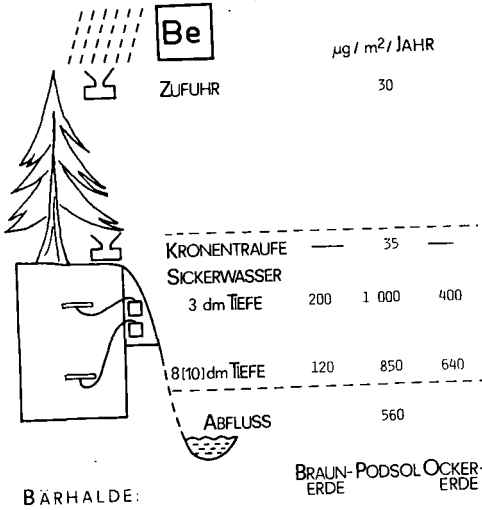 Be
µg / m² / JAHR
ZUFUHR 30
KRONENTRAUFE — 35 —
SICKERWASSER
3 dm TIEFE 200 1 000 400
8[10]dm TIEFE 120 850 640
ABFLUSS 560
BRAUN- PODSOL OCKER-
ERDE ERDE
BÄRHALDE: